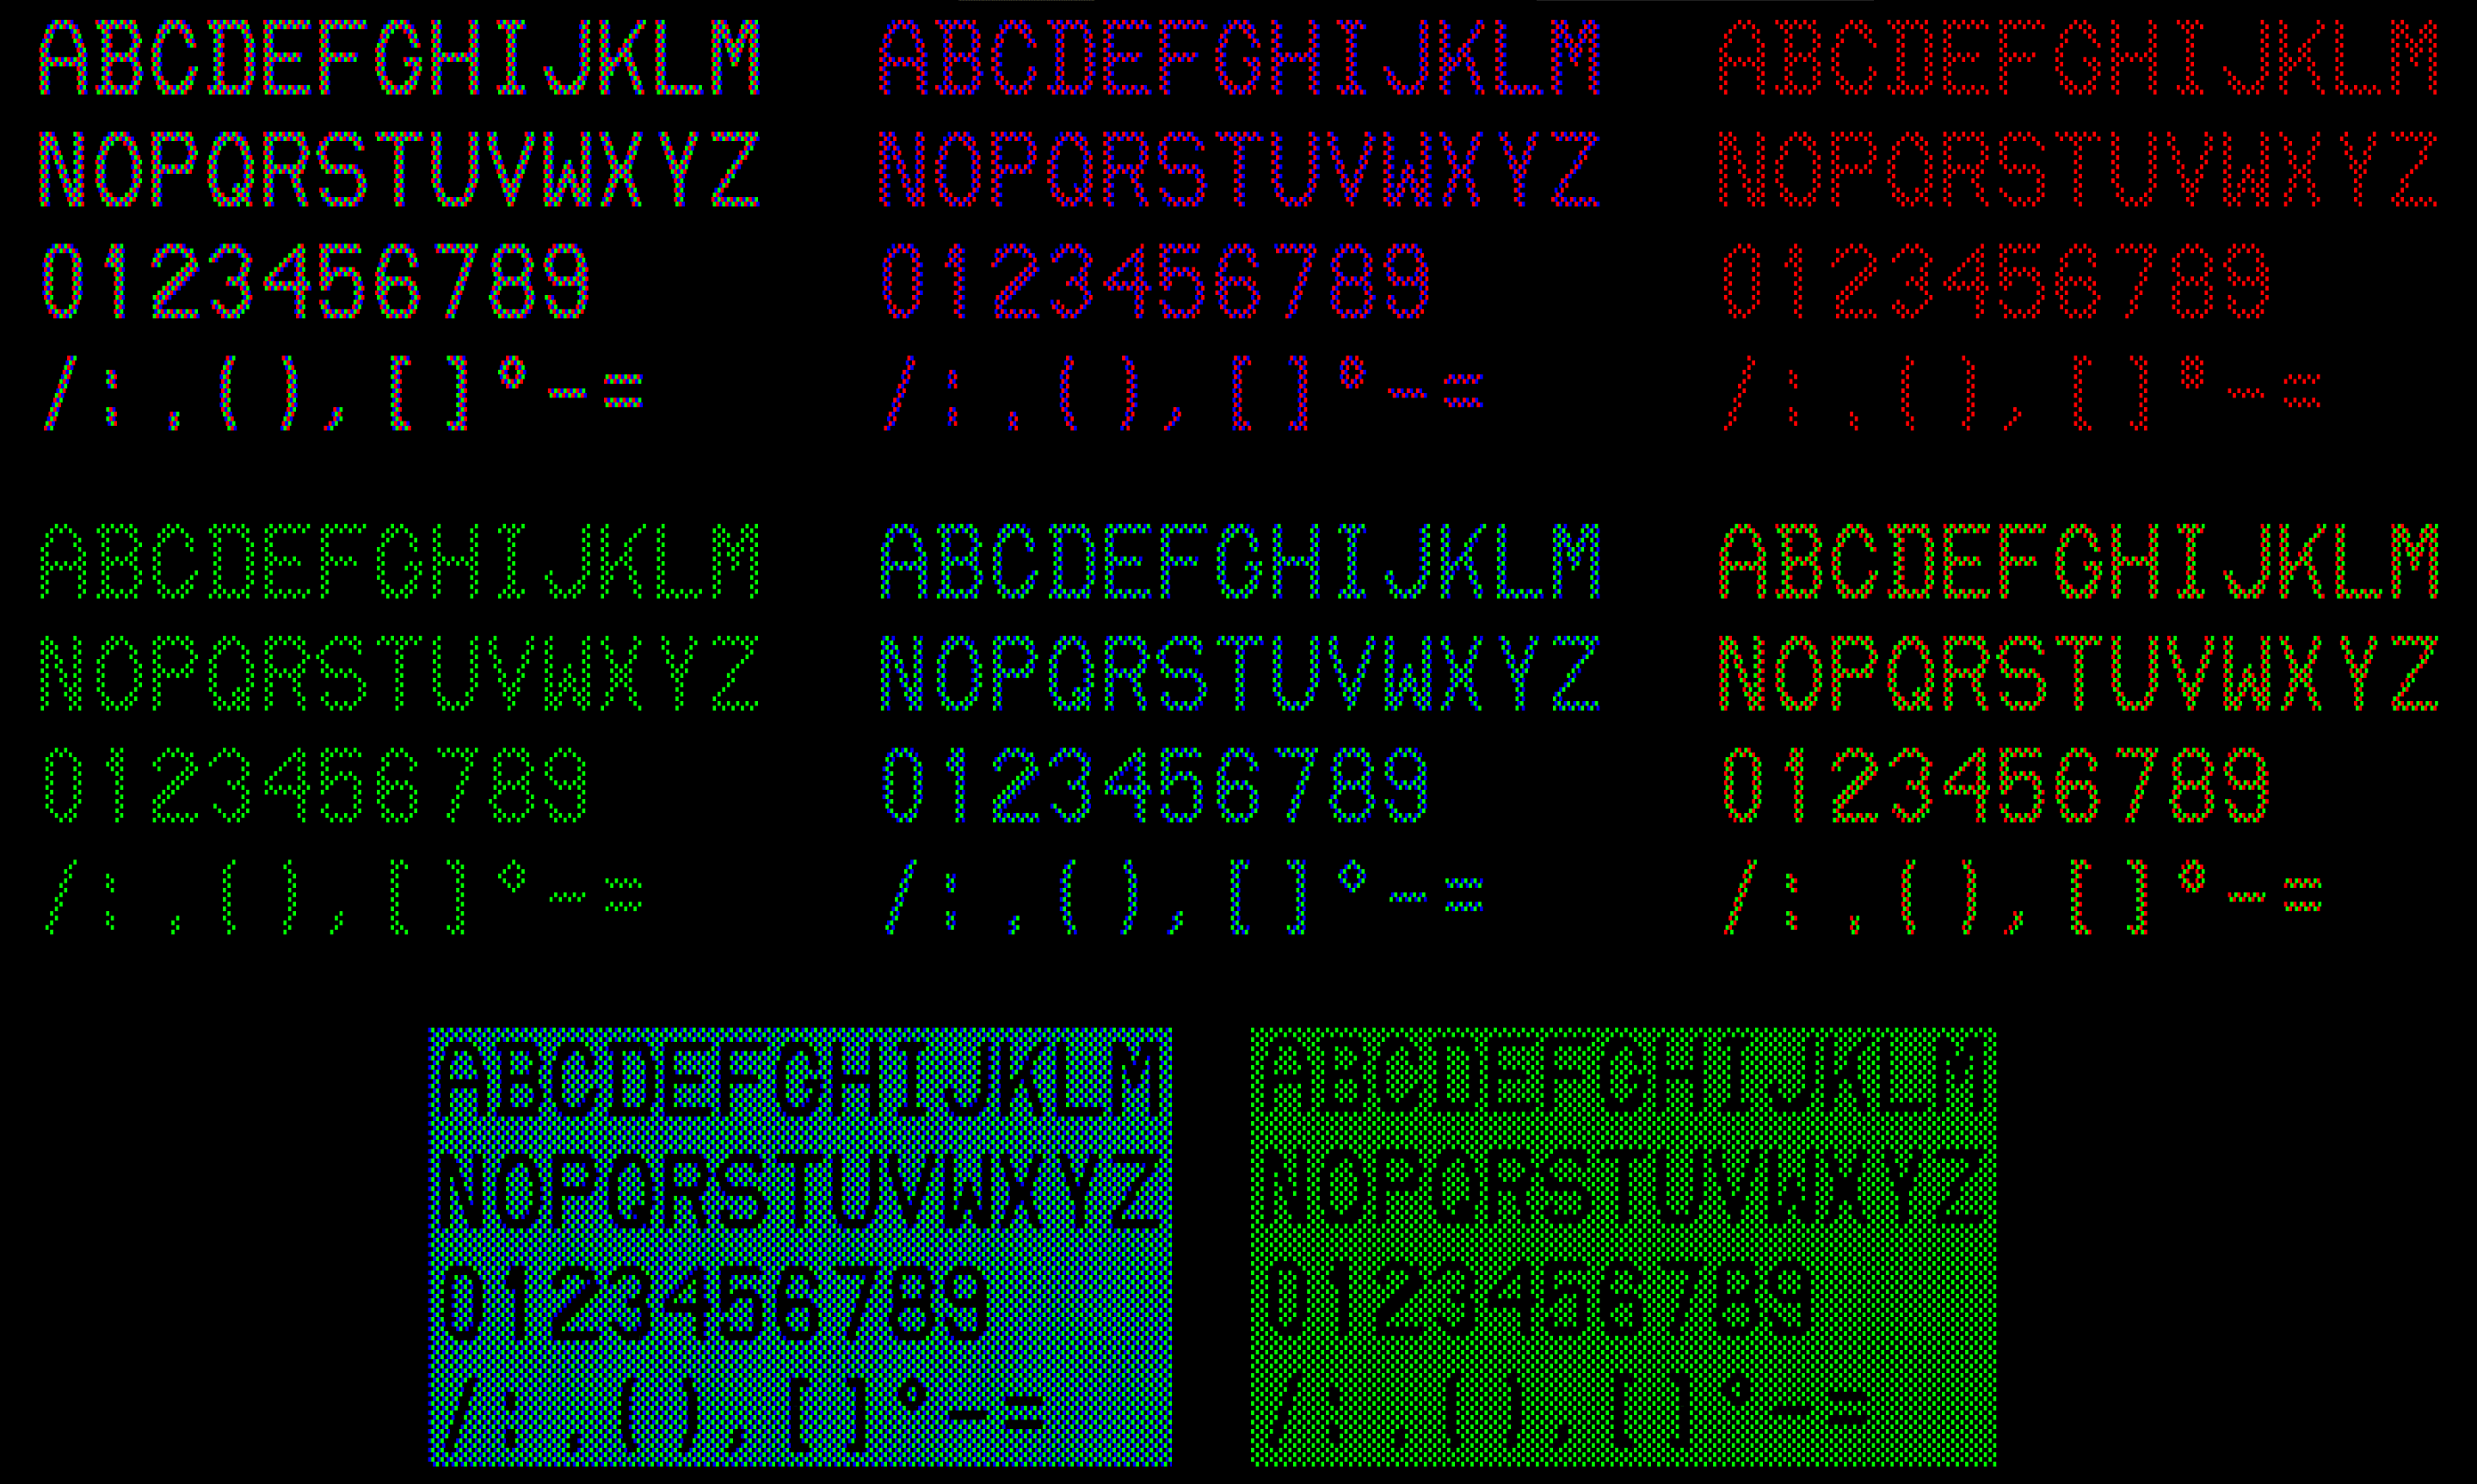 ABCDEFGHIJKLM
NOPQRSTUVWXYZ
0123456789
/: ,( ), [ ]°-=
ABCDEFGHIJKLM
NOPQRSTUVWXYZ
0123456789
/: ,( ), [ ]°-=
ABCDEFGHIJKLM
NOPQRSTUVWXYZ
0123456789
/: ,( ), [ ]°-=
ABCDEFGHIJKLM
NOPQRSTUVWXYZ
0123456789
/: ,( ), [ ]°-=
ABCDEFGHIJKLM
NOPQRSTUVWXYZ
0123456789
/: ,( ), [ ]°-=
ABCDEFGHIJKLM
NOPQRSTUVWXYZ
0123456789
/: ,( ), [ ]°-=
ABCDEFGHIJKLM
NOPQRSTUVWXYZ
0123456789
/: ,( ), [ ]°-=
ABCDEFGHIJKLM
NOPQRSTUVWXYZ
0123456789
/: ,( ), [ ]°-=